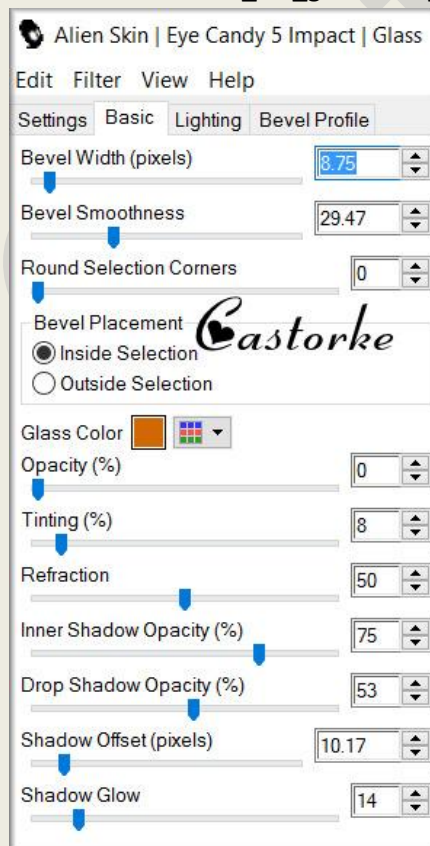 Alien Skin | Eye Candy 5 Impact | Glass
Edit Filter View Help
Settings Basic Lighting Bevel Profile
Bevel Width (pixels) 8.75
Bevel Smoothness 29.47
Round Selection Corners 0
Bevel Placement
Castorke
Inside Selection
Outside Selection
Glass Color
Opacity (%) 0
Tinting (%) 8
Refraction 50
Inner Shadow Opacity (%) 75
Drop Shadow Opacity (%) 53
Shadow Offset (pixels) 10.17
Shadow Glow 14